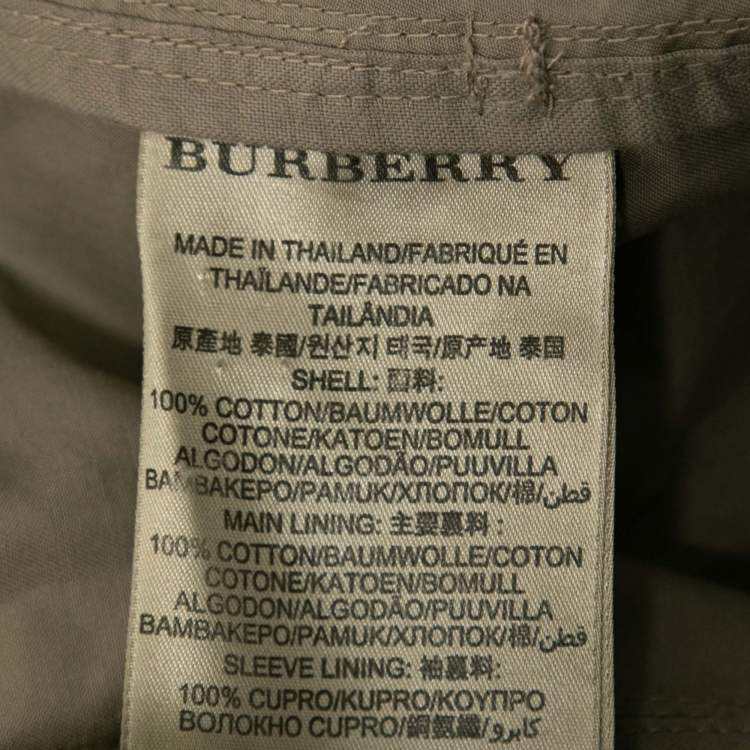 BURBERRY
MADE IN THAILAND/FABRIQUÉ EN
THAÏLANDE/FABRICADO NA
TAILÂNDIA
原產地 泰國/원산지 태국/原产地 泰国
SHELL: 面料:
100% COTTON/BAUMWOLLE/COTON
COTONE/KATOEN/BOMULL
ALGODON/ALGODÃO/PUUVILLA
ΒΑΜΒΑΚΕΡΟ/PAMUK/ХЛОПОК/棉/قطن
MAIN LINING: 主要裏料:
100% COTTON/BAUMWOLLE/COTON
COTONE/KATOEN/BOMULL
ALGODON/ALGODÃO/PUUVILLA
ΒΑΜΒΑΚΕΡΟ/PAMUK/ХЛОПОК/棉/قطن
SLEEVE LINING: 袖裏料:
100% CUPRO/KUPRO/ΚΟΥΠΡΟ
ВОЛОКНО CUPRO/銅氨纖/كابرو